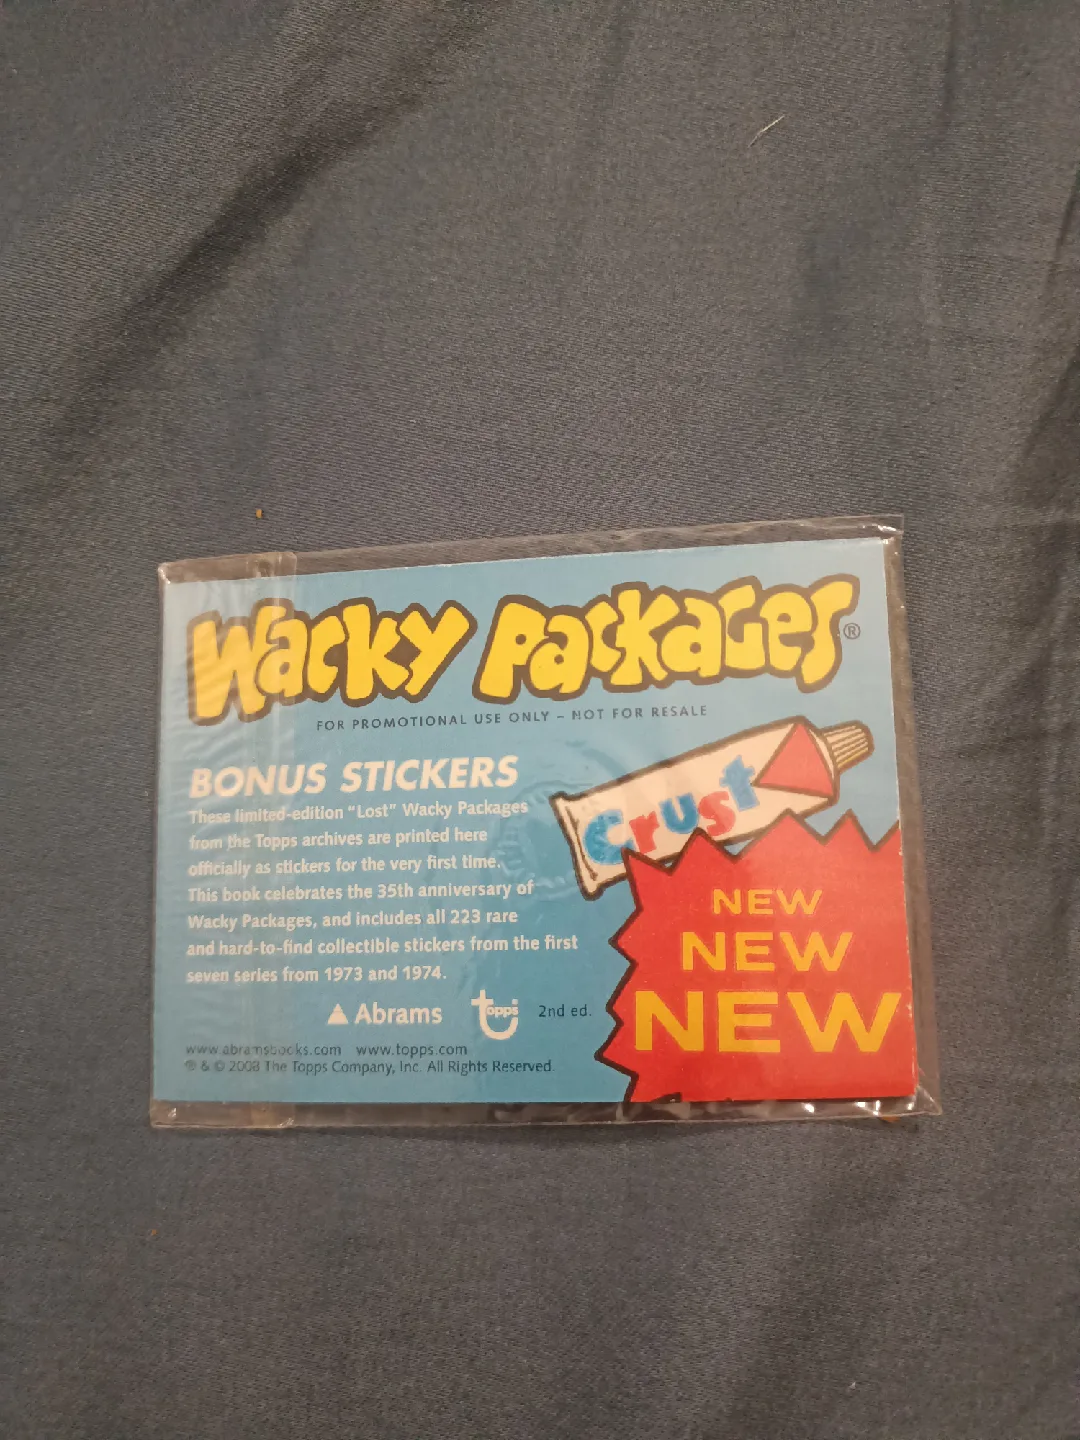 Wacky Packages®
FOR PROMOTIONAL USE ONLY – NOT FOR RESALE
BONUS STICKERS
These limited-edition “Lost” Wacky Packages
from the Topps archives are printed here
officially as stickers for the very first time.
This book celebrates the 35th anniversary of
Wacky Packages, and includes all 223 rare
and hard-to-find collectible stickers from the first
seven series from 1973 and 1974.
Abrams topps 2nd ed.
www.abramsbooks.com www.topps.com
® & © 2008 The Topps Company, Inc. All Rights Reserved.
Crust
NEW
NEW
NEW